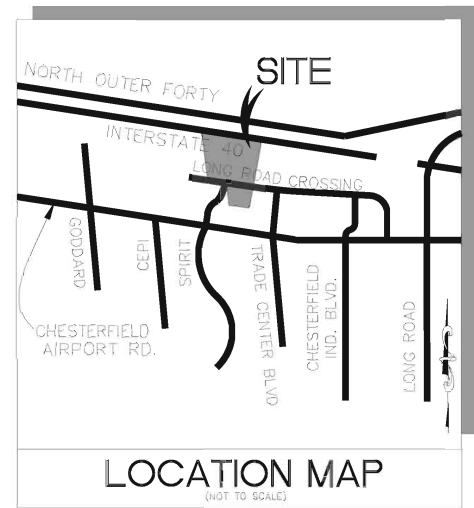 SITE
NORTH OUTER FORTY
INTERSTATE 40
LONG ROAD CROSSING
GODDARD
CEPI
SPIRIT
TRADE CENTER BLVD
CHESTERFIELD
IND. BLVD.
LONG ROAD
CHESTERFIELD
AIRPORT RD.
LOCATION MAP
(NOT TO SCALE)